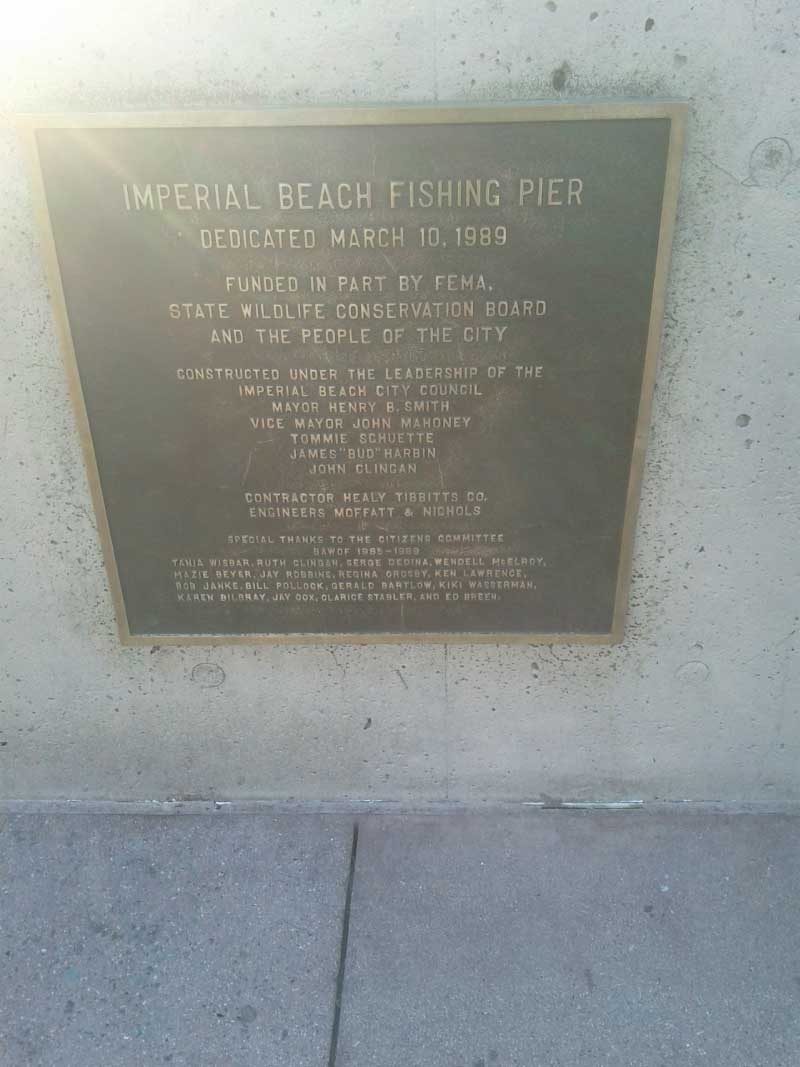 IMPERIAL BEACH FISHING PIER
DEDICATED MARCH 10, 1989
FUNDED IN PART BY FEMA,
STATE WILDLIFE CONSERVATION BOARD
AND THE PEOPLE OF THE CITY
CONSTRUCTED UNDER THE LEADERSHIP OF THE
IMPERIAL BEACH CITY COUNCIL
MAYOR HENRY B. SMITH
VICE MAYOR JOHN MAHONEY
TOMMIE SCHUETTE
JAMES "BUD" HARBIN
JOHN CLINGAN
CONTRACTOR HEALY TIBBITTS CO.
ENGINEERS MOFFATT & NICHOLS
SPECIAL THANKS TO THE CITIZENS COMMITTEE
BAWOF 1985-1989
TANIA WISBAR, RUTH CLINGAN, SERGE DEDINA, WENDELL McELROY,
MAZIE BEYER, JAY ROBBINS, REGINA CROSBY, KEN LAWRENCE,
BOB JANKE, BILL POLLOCK, GERALD BARTLOW, KIKI WASSERMAN,
KAREN BILBRAY, JAY COX, CLARICE STABLER, AND ED BREEN.